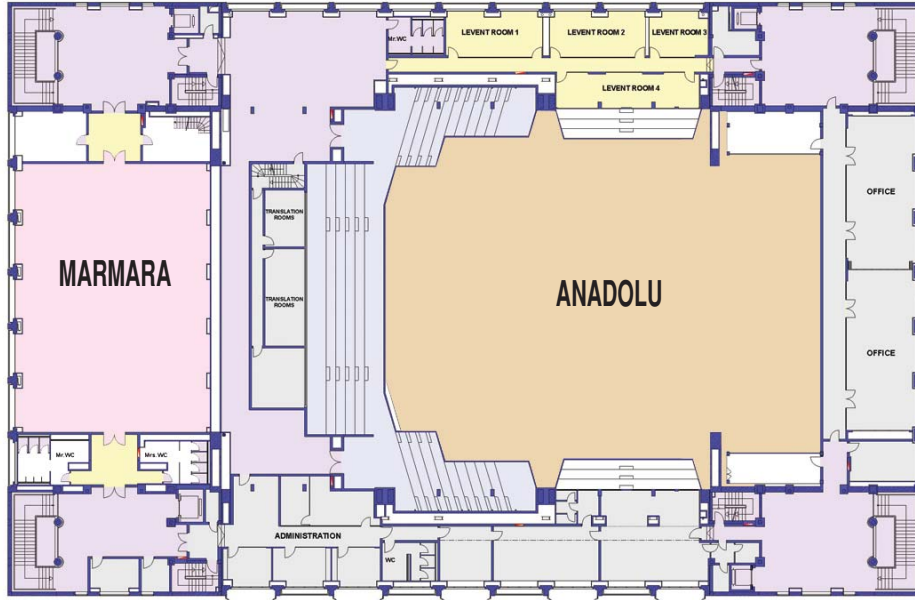 Mr.WC
LEVENT ROOM 1
LEVENT ROOM 2
LEVENT ROOM 3
LEVENT ROOM 4
OFFICE
TRANSLATION
ROOMS
MARMARA
ANADOLU
TRANSLATION
ROOMS
OFFICE
Mr.WC
Mrs.WC
ADMINISTRATION
WC